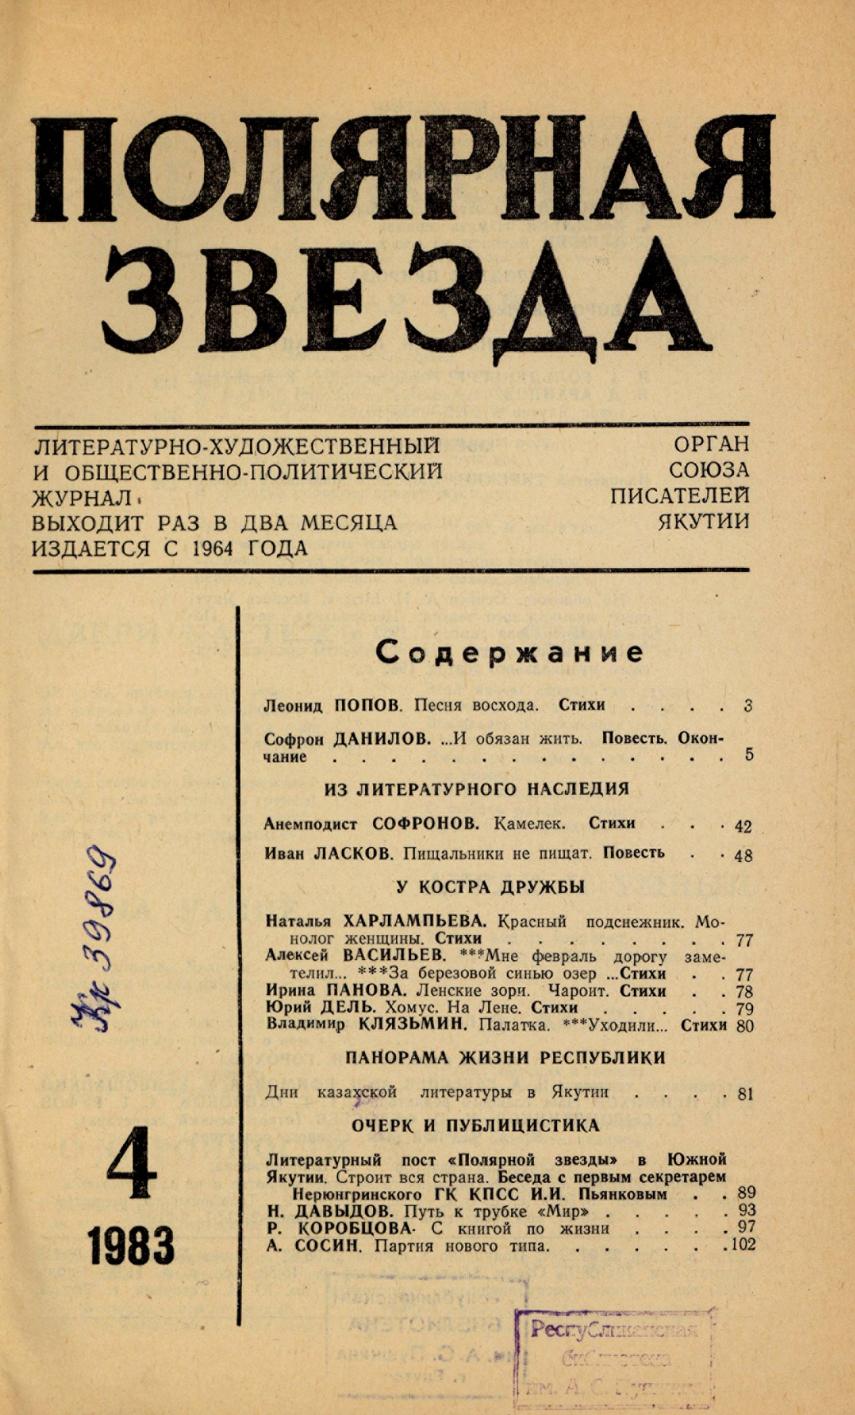 ПОЛЯРНАЯ
ЗВЕЗДА
ЛИТЕРАТУРНО-ХУДОЖЕСТВЕННЫЙ
И ОБЩЕСТВЕННО-ПОЛИТИЧЕСКИЙ
ЖУРНАЛ
ВЫХОДИТ РАЗ В ДВА МЕСЯЦА
ИЗДАЕТСЯ С 1964 ГОДА
ОРГАН
СОЮЗА
ПИСАТЕЛЕЙ
ЯКУТИИ
Содержание
Леонид ПОПОВ. Песня восхода. Стихи . . . . 3
Софрон ДАНИЛОВ. ...И обязан жить. Повесть. Окон-
чание . . . . . . . . . . . . . . 5
ИЗ ЛИТЕРАТУРНОГО НАСЛЕДИЯ
Анемподист СОФРОНОВ. Камелек. Стихи . . . 42
Иван ЛАСКОВ. Пищальники не пищат. Повесть . . 48
У КОСТРА ДРУЖБЫ
Наталья ХАРЛАМПЬЕВА. Красный подснежник. Мо-
нолог женщины. Стихи . . . . . . . . 77
Алексей ВАСИЛЬЕВ. ***Мне февраль дорогу заме-
телил... ***За березовой синью озер ...Стихи . . 77
Ирина ПАНОВА. Ленские зори. Чароит. Стихи . . 78
Юрий ДЕЛЬ. Хомус. На Лене. Стихи . . . . . 79
Владимир КЛЯЗЬМИН. Палатка. ***Уходили... Стихи 80
ПАНОРАМА ЖИЗНИ РЕСПУБЛИКИ
Дни казахской литературы в Якутии . . . . 81
ОЧЕРК И ПУБЛИЦИСТИКА
Литературный пост «Полярной звезды» в Южной
Якутии. Строит вся страна. Беседа с первым секретарем
Нерюнгринского ГК КПСС И.И. Пьянковым . . 89
Н. ДАВЫДОВ. Путь к трубке «Мир» . . . . . 93
Р. КОРОБЦОВА. С книгой по жизни . . . . 97
А. СОСИН. Партия нового типа. . . . . . . 102
39869
4
1983
Республиканская
библиотека
им. А. С. Пушкина